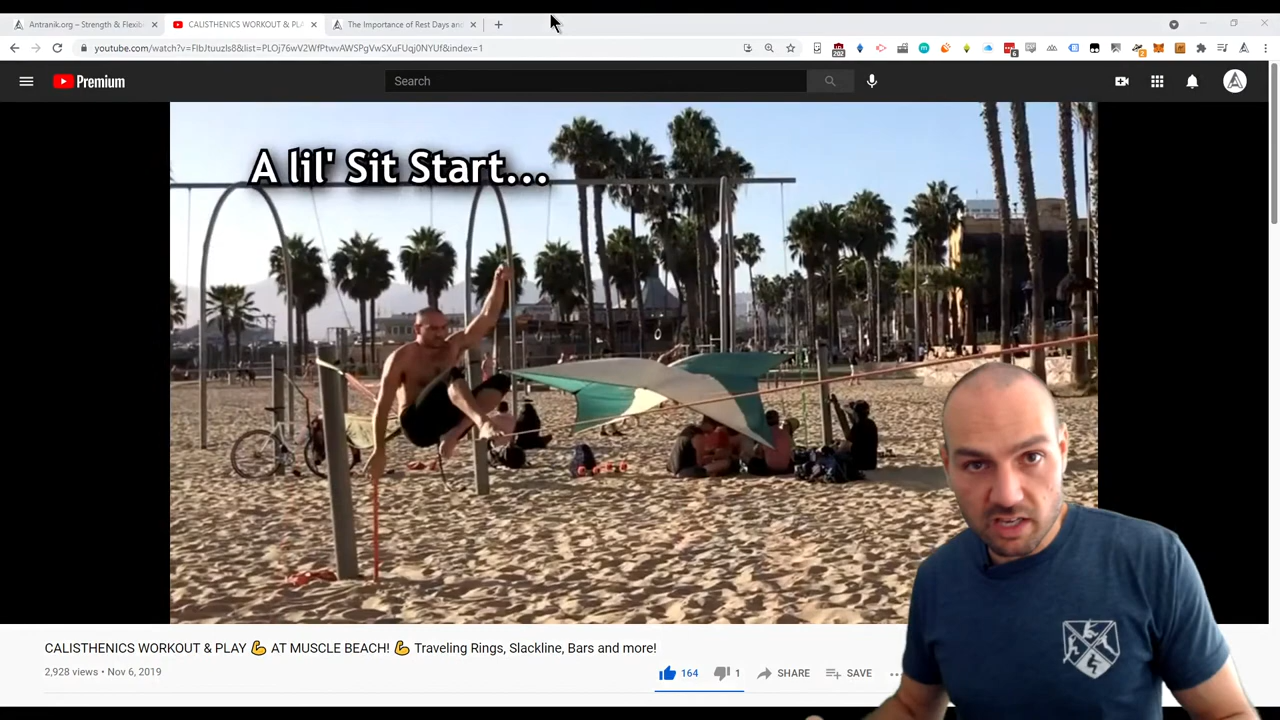 Antranik.org – Strength & Flexib
CALISTHENICS WORKOUT & PLA
The Importance of Rest Days and
youtube.com/watch?v=FIbJtuuzls8&list=PLOj76wV2WfPtwvAWSPgVwSXuFUqj0NYUf&index=1
Premium
Search
A lil' Sit Start...
CALISTHENICS WORKOUT & PLAY 💪 AT MUSCLE BEACH! 💪 Traveling Rings, Slackline, Bars and more!
2,928 views • Nov 6, 2019
164
1
SHARE
SAVE